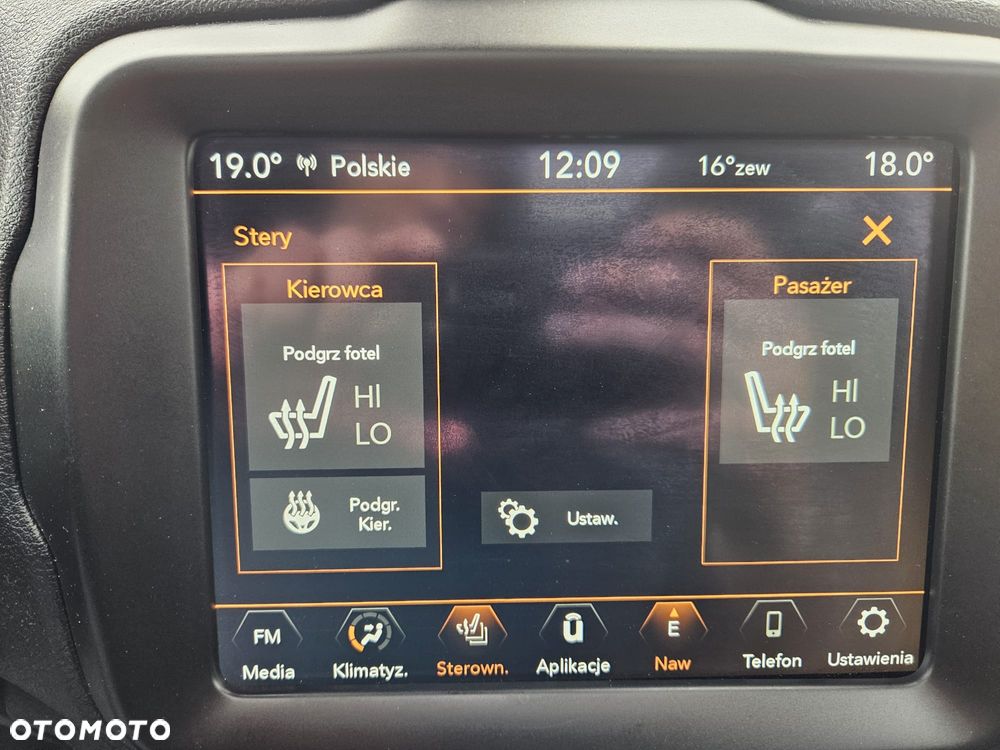 19.0° Polskie 12:09 16°zew 18.0°
Stery
Kierowca
Podgrz fotel
HI
LO
Podgr.
Kier.
Ustaw.
Pasażer
Podgrz fotel
HI
LO
FM
Media
Klimatyz.
Sterown.
Aplikacje
E
Naw
Telefon
Ustawienia
OTOMOTO